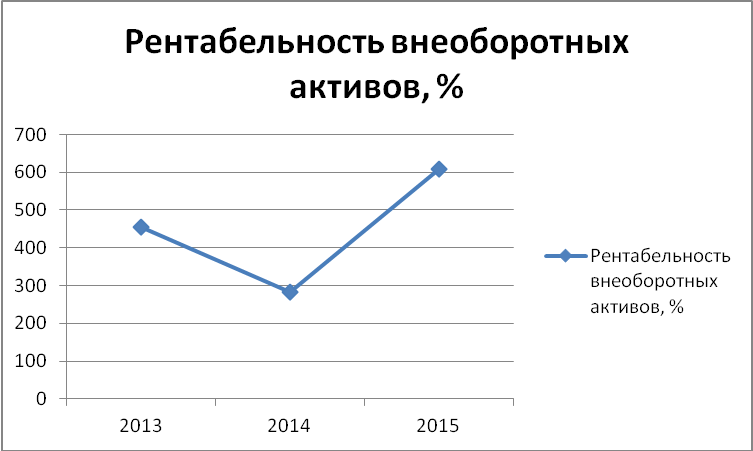 Рентабельность внеоборотных
активов, %
700
600
500
400
300
200
100
0
2013 2014 2015
Рентабельность
внеоборотных
активов, %